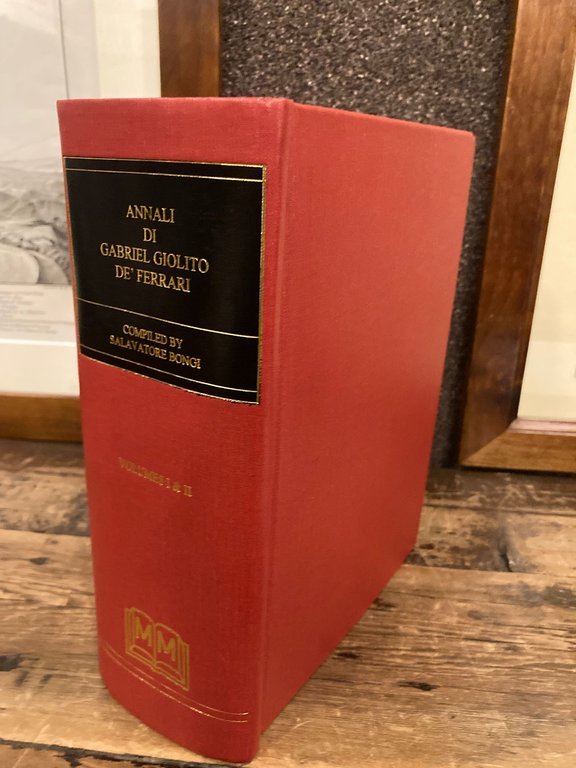 ANNALI
DI
GABRIEL GIOLITO
DE' FERRARI
COMPILED BY
SALAVATORE BONGI
VOLUMES I & II
MM